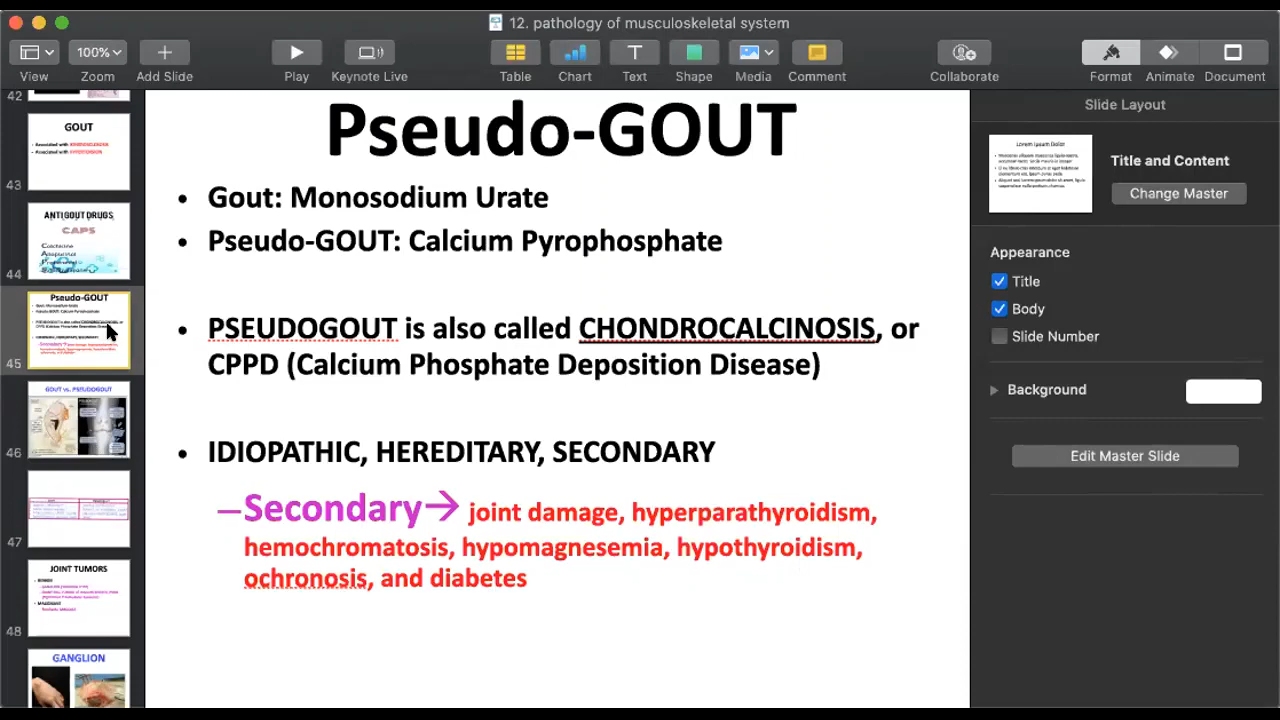 12. pathology of musculoskeletal system
100%
View
Zoom
Add Slide
Play
Keynote Live
Table
Chart
Text
Shape
Media
Comment
Collaborate
Format
Animate
Document
42
GOUT
43
ANTIGOUT DRUGS
CAPS
44
Pseudo-GOUT
45
GOUT vs. PSEUDOGOUT
46
47
JOINT TUMORS
48
GANGLION
Pseudo-GOUT
• Gout: Monosodium Urate
• Pseudo-GOUT: Calcium Pyrophosphate
• PSEUDOGOUT is also called CHONDROCALCINOSIS, or
CPPD (Calcium Phosphate Deposition Disease)
• IDIOPATHIC, HEREDITARY, SECONDARY
–Secondary→ joint damage, hyperparathyroidism,
hemochromatosis, hypomagnesemia, hypothyroidism,
ochronosis, and diabetes
Slide Layout
Title and Content
Change Master
Appearance
Title
Body
Slide Number
Background
Edit Master Slide